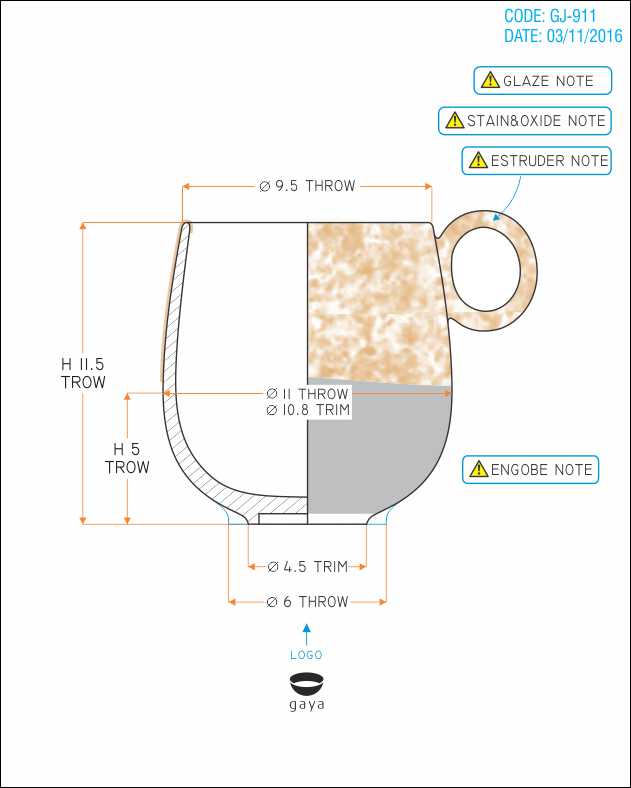 CODE: GJ-911
DATE: 03/11/2016
GLAZE NOTE
STAIN&OXIDE NOTE
ESTRUDER NOTE
Ø 9.5 THROW
H 11.5
TROW
Ø 11 THROW
Ø 10.8 TRIM
H 5
TROW
ENGOBE NOTE
Ø 4.5 TRIM
Ø 6 THROW
LOGO
gaya